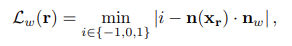 ℒ_w(𝐫) = min_{i∈{−1,0,1}} |i − 𝐧(𝐱_𝐫) · 𝐧_w| ,